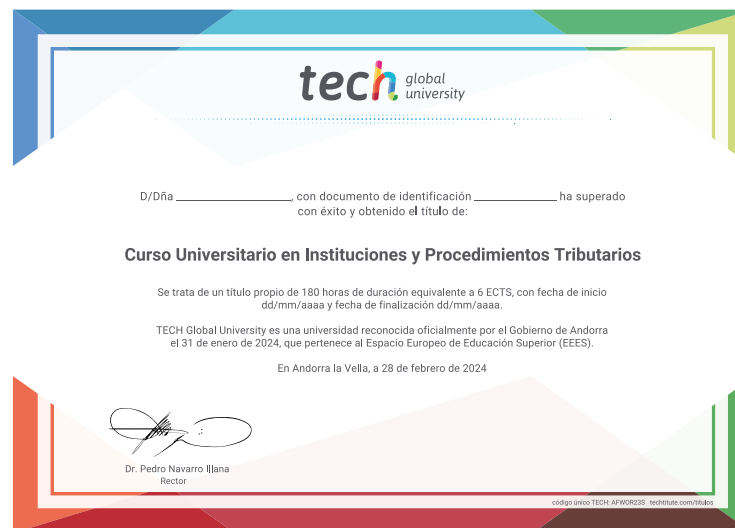 tech global university
D/Dña ______________, con documento de identificación __________ ha superado
con éxito y obtenido el título de:
Curso Universitario en Instituciones y Procedimientos Tributarios
Se trata de un título propio de 180 horas de duración equivalente a 6 ECTS, con fecha de inicio
dd/mm/aaaa y fecha de finalización dd/mm/aaaa.
TECH Global University es una universidad reconocida oficialmente por el Gobierno de Andorra
el 31 de enero de 2024, que pertenece al Espacio Europeo de Educación Superior (EEES).
En Andorra la Vella, a 28 de febrero de 2024
Dr. Pedro Navarro Illana
Rector
código único TECH: AFWOR23S techtitute.com/titulos